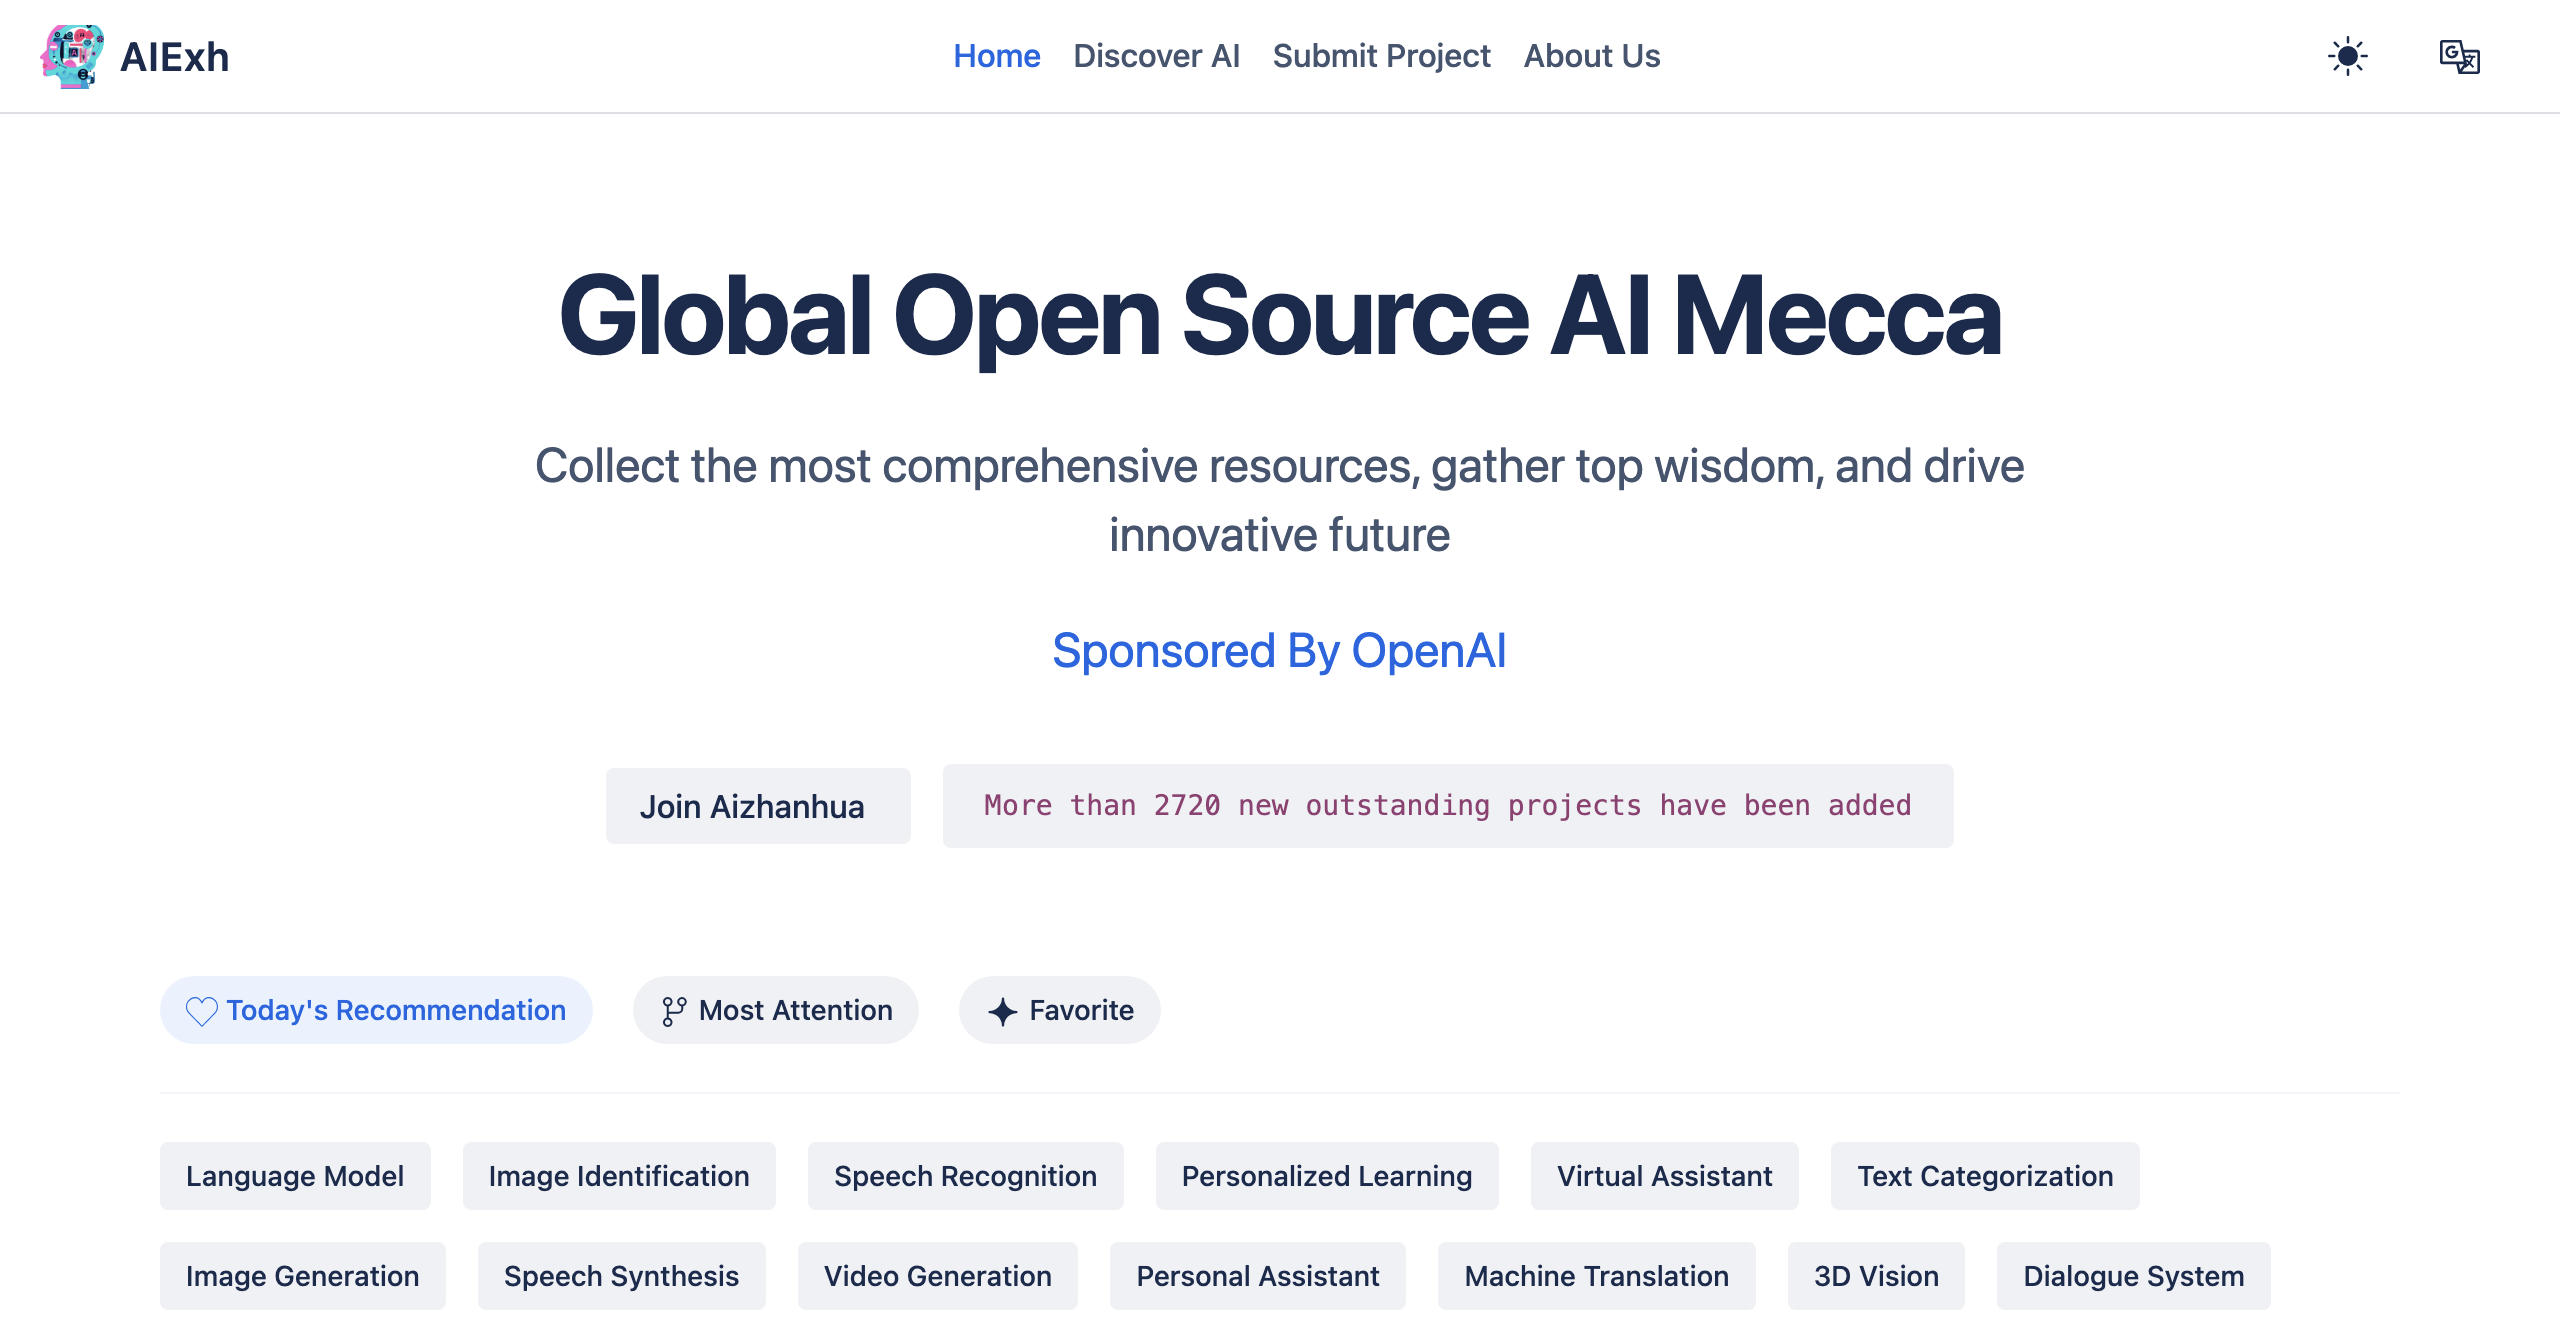 AIExh
Home
Discover AI
Submit Project
About Us
Global Open Source AI Mecca
Collect the most comprehensive resources, gather top wisdom, and drive
innovative future
Sponsored By OpenAI
Join Aizhanhua
More than 2720 new outstanding projects have been added
Today's Recommendation
Most Attention
Favorite
Language Model
Image Identification
Speech Recognition
Personalized Learning
Virtual Assistant
Text Categorization
Image Generation
Speech Synthesis
Video Generation
Personal Assistant
Machine Translation
3D Vision
Dialogue System